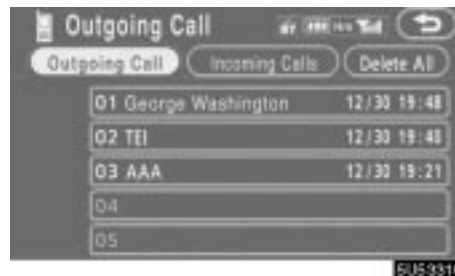 Outgoing Call
Outgoing Call Incoming Calls Delete All
01 George Washington 12/30 19:48
02 TEI 12/30 19:48
03 AAA 12/30 19:21
04
05